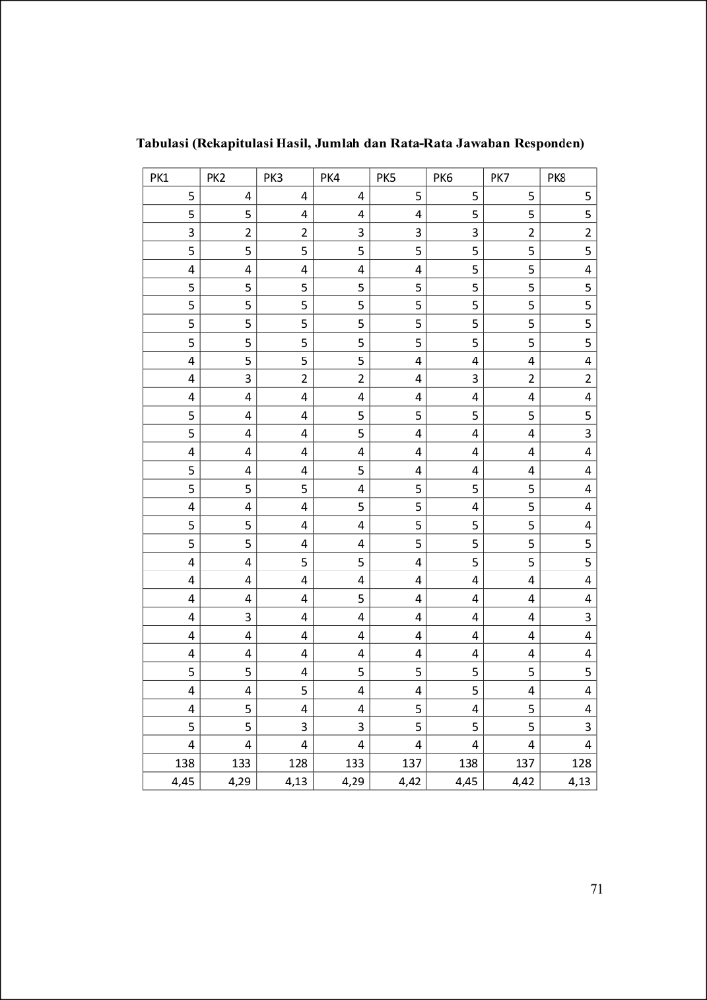 Tabulasi (Rekapitulasi Hasil, Jumlah dan Rata-Rata Jawaban Responden)
PK1 PK2 PK3 PK4 PK5 PK6 PK7 PK8
5 4 4 4 5 5 5 5
5 5 4 4 4 5 5 5
3 2 2 3 3 3 2 2
5 5 5 5 5 5 5 5
4 4 4 4 4 5 5 4
5 5 5 5 5 5 5 5
5 5 5 5 5 5 5 5
5 5 5 5 5 5 5 5
5 5 5 5 5 5 5 5
4 5 5 5 4 4 4 4
4 3 2 2 4 3 2 2
4 4 4 4 4 4 4 4
5 4 4 5 5 5 5 5
5 4 4 5 4 4 4 3
4 4 4 4 4 4 4 4
5 4 4 5 4 4 4 4
5 5 5 4 5 5 5 4
4 4 4 5 5 4 5 4
5 5 4 4 5 5 5 4
5 5 4 4 5 5 5 5
4 4 5 5 4 5 5 5
4 4 4 4 4 4 4 4
4 4 4 5 4 4 4 4
4 3 4 4 4 4 4 3
4 4 4 4 4 4 4 4
4 4 4 4 4 4 4 4
5 5 4 5 5 5 5 5
4 4 5 4 4 5 4 4
4 5 4 4 5 4 5 4
5 5 3 3 5 5 5 3
4 4 4 4 4 4 4 4
138 133 128 133 137 138 137 128
4,45 4,29 4,13 4,29 4,42 4,45 4,42 4,13
71